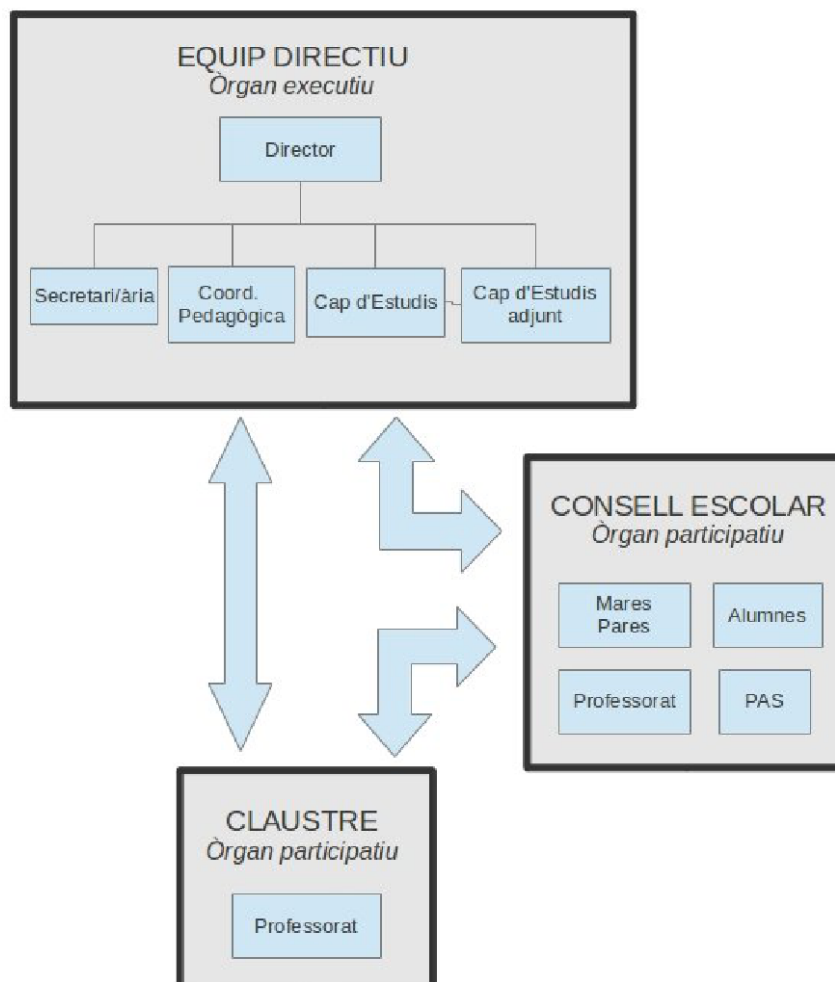 EQUIP DIRECTIU
Òrgan executiu
Director
Secretari/ària
Coord.
Pedagògica
Cap d'Estudis
Cap d'Estudis
adjunt
CONSELL ESCOLAR
Òrgan participatiu
Mares
Pares
Alumnes
Professorat
PAS
CLAUSTRE
Òrgan participatiu
Professorat